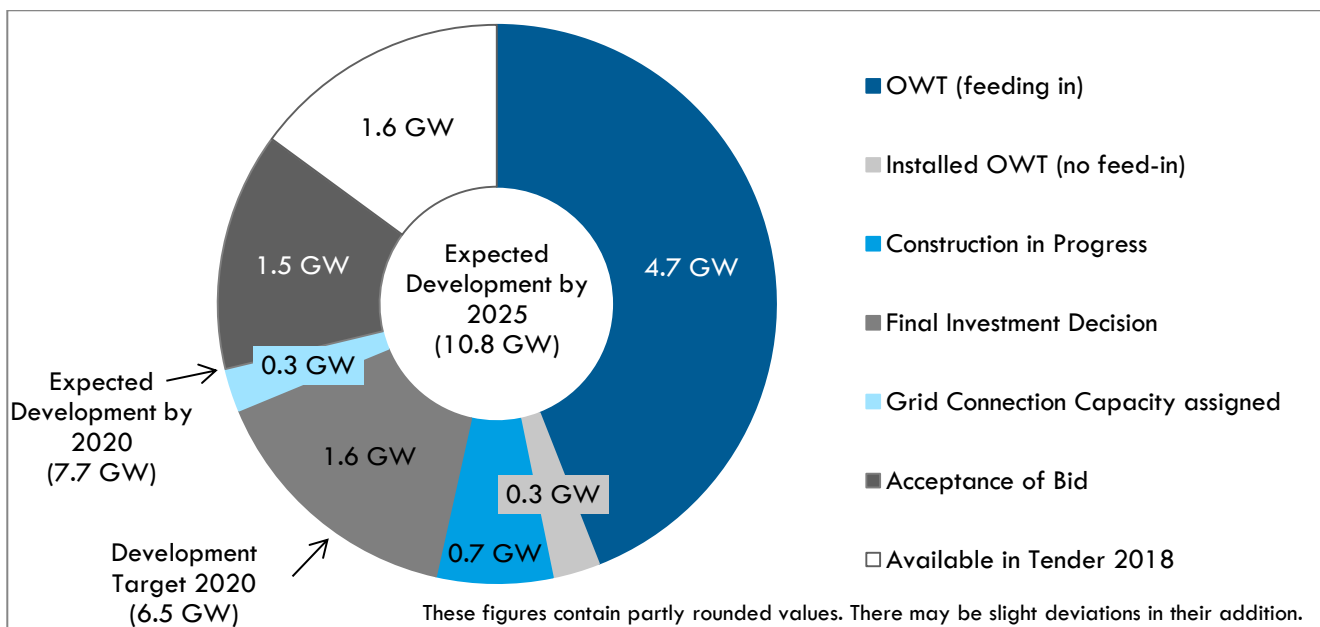 1.6 GW
4.7 GW
1.5 GW
Expected
Development by
2025
(10.8 GW)
0.3 GW
1.6 GW
0.3 GW
0.7 GW
Expected
Development by
2020
(7.7 GW)
Development
Target 2020
(6.5 GW)
OWT (feeding in)
Installed OWT (no feed-in)
Construction in Progress
Final Investment Decision
Grid Connection Capacity assigned
Acceptance of Bid
Available in Tender 2018
These figures contain partly rounded values. There may be slight deviations in their addition.